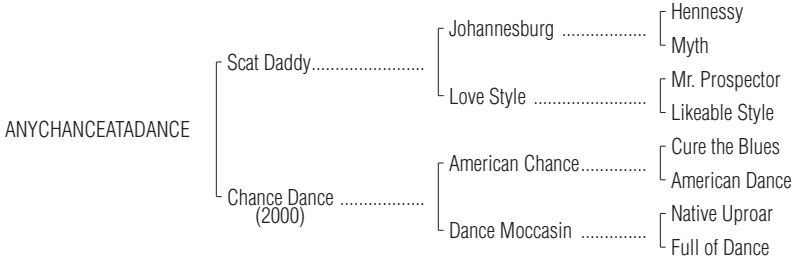 Hennessy
Johannesburg ..................
Myth
Scat Daddy........................
Mr. Prospector
Love Style ........................
Likeable Style
ANYCHANCEATADANCE
Cure the Blues
American Chance..............
American Dance
Chance Dance ..................
(2000)
Native Uproar
Dance Moccasin ..............
Full of Dance